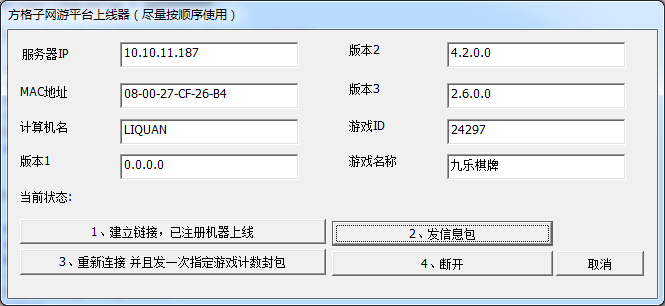 方格子网游平台上线器（尽量按顺序使用）
服务器IP 10.10.11.187 版本2 4.2.0.0
MAC地址 08-00-27-CF-26-B4 版本3 2.6.0.0
计算机名 LIQUAN 游戏ID 24297
版本1 0.0.0.0 游戏名称 九乐棋牌
当前状态:
1、建立链接，已注册机器上线 2、发信息包
3、重新连接 并且发一次指定游戏计数封包 4、断开 取消